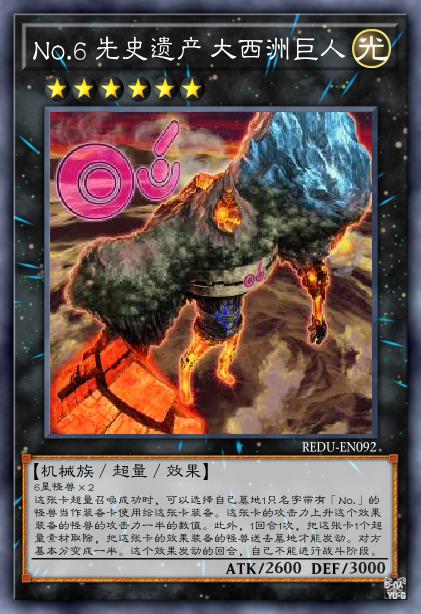 No.6 先史遗产 大西洲巨人
光
REDU-EN092
【机械族／超量／效果】
6星怪兽×2
这张卡超量召唤成功时，可以选择自己墓地1只名字带有「No.」的
怪兽当作装备卡使用给这张卡装备。这张卡的攻击力上升这个效果
装备的怪兽的攻击力一半的数值。此外，1回合1次，把这张卡1个超
量素材取除，把这张卡的效果装备的怪兽送去墓地才能发动。对方
基本分变成一半。这个效果发动的回合，自己不能进行战斗阶段。
ATK/2600 DEF/3000